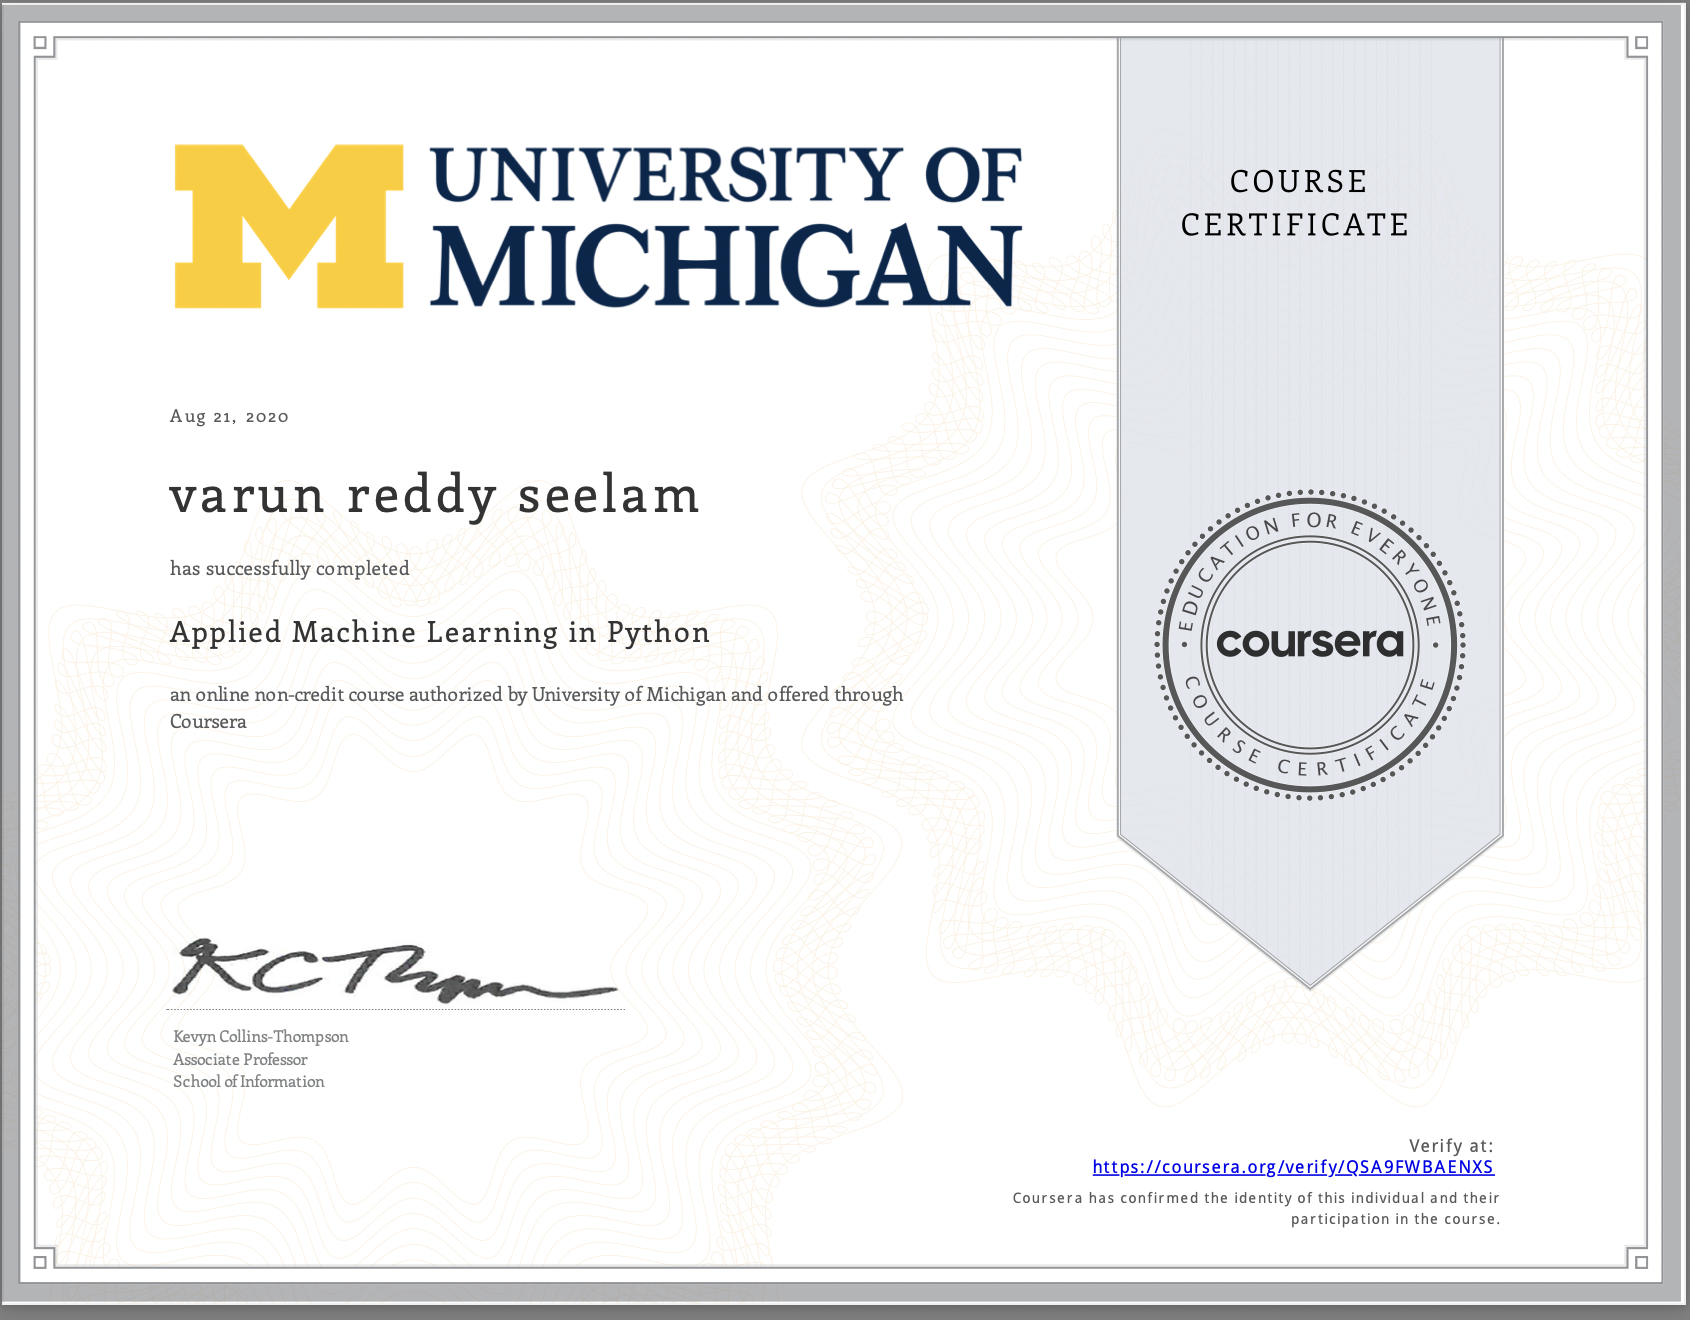 UNIVERSITY OF
MICHIGAN
COURSE
CERTIFICATE
Aug 21, 2020
varun reddy seelam
has successfully completed
Applied Machine Learning in Python
an online non-credit course authorized by University of Michigan and offered through
Coursera
EDUCATION FOR EVERYONE
coursera
COURSE CERTIFICATE
KC Thompson
Kevyn Collins-Thompson
Associate Professor
School of Information
Verify at:
https://coursera.org/verify/QSA9FWBAENXS
Coursera has confirmed the identity of this individual and their
participation in the course.